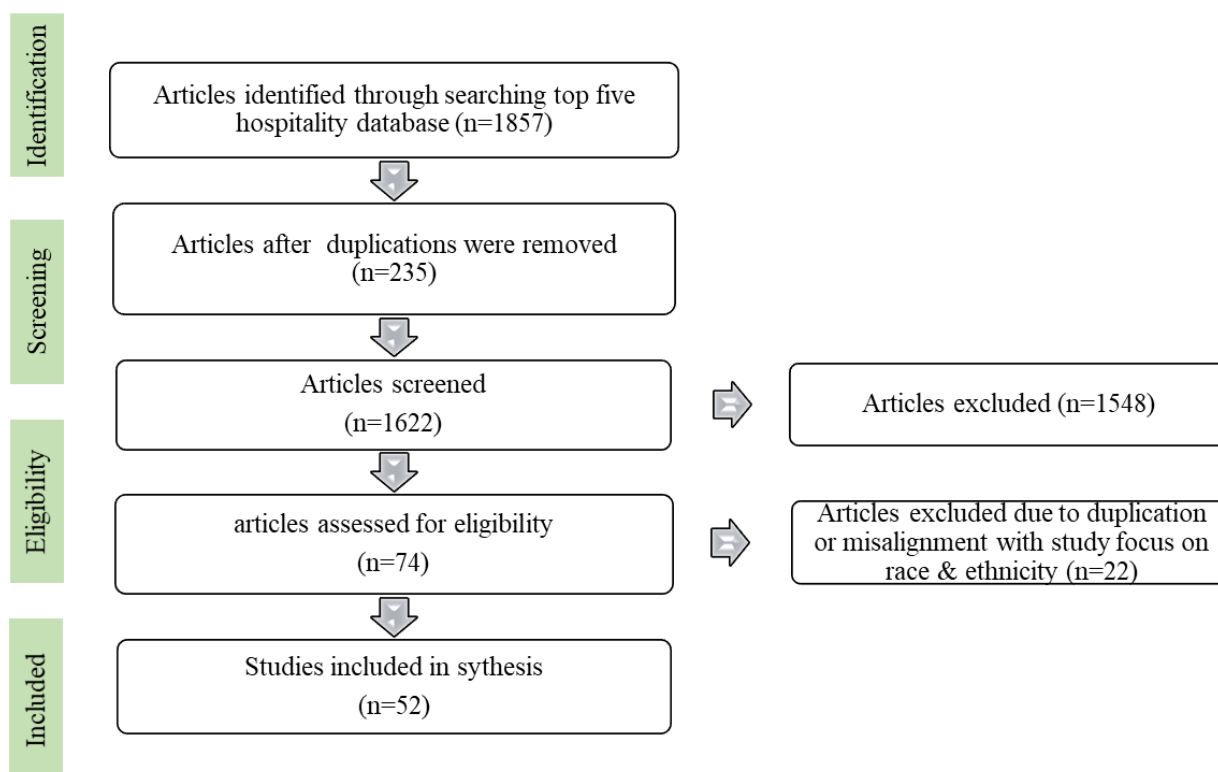 Identification
Articles identified through searching top five
hospitality database (n=1857)
Screening
Articles after duplications were removed
(n=235)
Articles screened
(n=1622)
Articles excluded (n=1548)
Eligibility
articles assessed for eligibility
(n=74)
Articles excluded due to duplication
or misalignment with study focus on
race & ethnicity (n=22)
Included
Studies included in sythesis
(n=52)